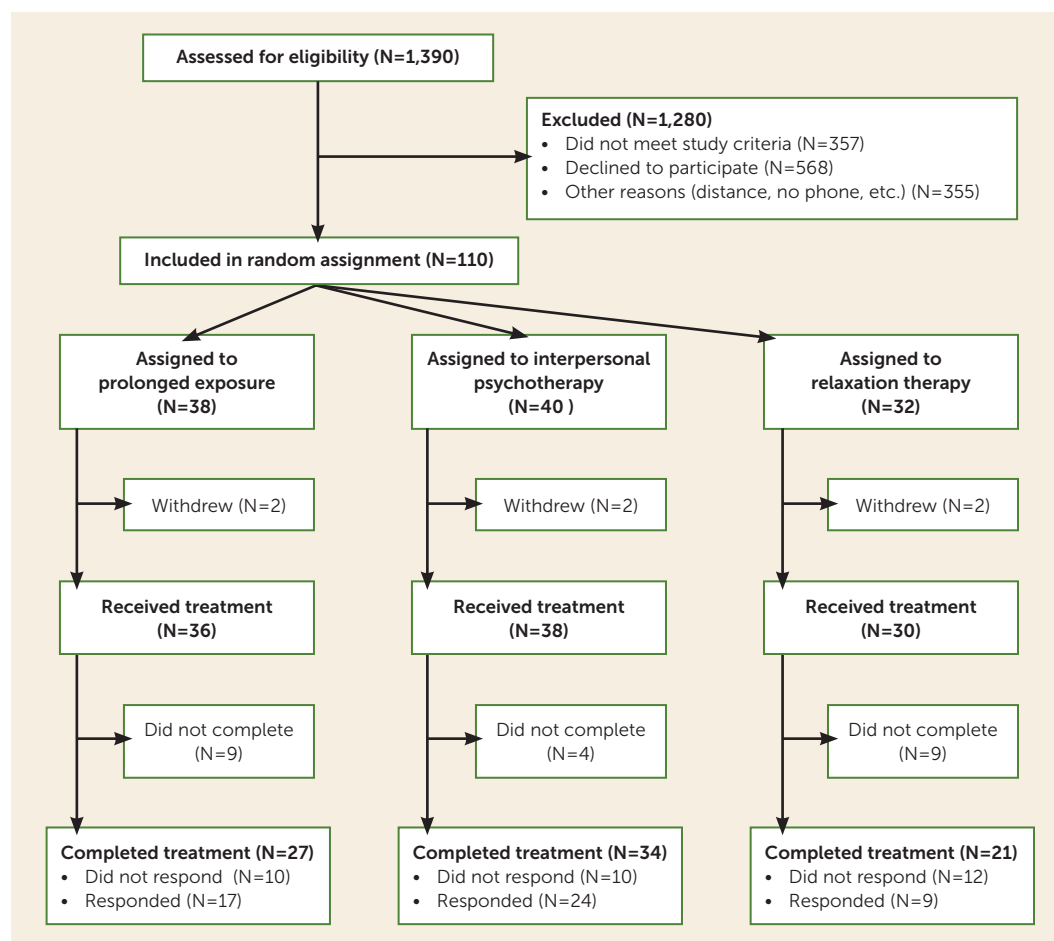 Assessed for eligibility (N=1,390)
Excluded (N=1,280)
• Did not meet study criteria (N=357)
• Declined to participate (N=568)
• Other reasons (distance, no phone, etc.) (N=355)
Included in random assignment (N=110)
Assigned to
prolonged exposure
(N=38)
Assigned to interpersonal
psychotherapy
(N=40 )
Assigned to
relaxation therapy
(N=32)
Withdrew (N=2)
Withdrew (N=2)
Withdrew (N=2)
Received treatment
(N=36)
Received treatment
(N=38)
Received treatment
(N=30)
Did not complete
(N=9)
Did not complete
(N=4)
Did not complete
(N=9)
Completed treatment (N=27)
• Did not respond (N=10)
• Responded (N=17)
Completed treatment (N=34)
• Did not respond (N=10)
• Responded (N=24)
Completed treatment (N=21)
• Did not respond (N=12)
• Responded (N=9)